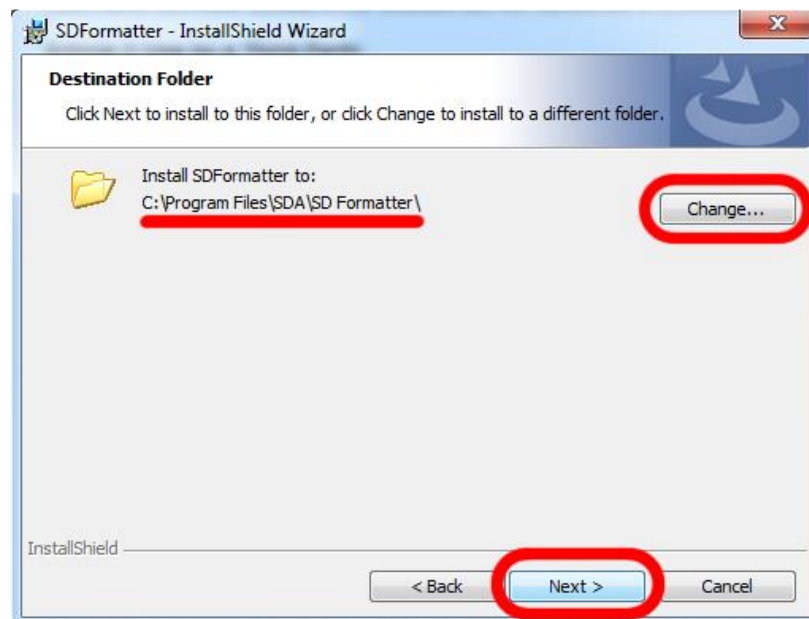 SDFormatter - InstallShield Wizard
Destination Folder
Click Next to install to this folder, or click Change to install to a different folder.
Install SDFormatter to:
C:\Program Files\SDA\SD Formatter\
Change...
InstallShield
< Back
Next >
Cancel